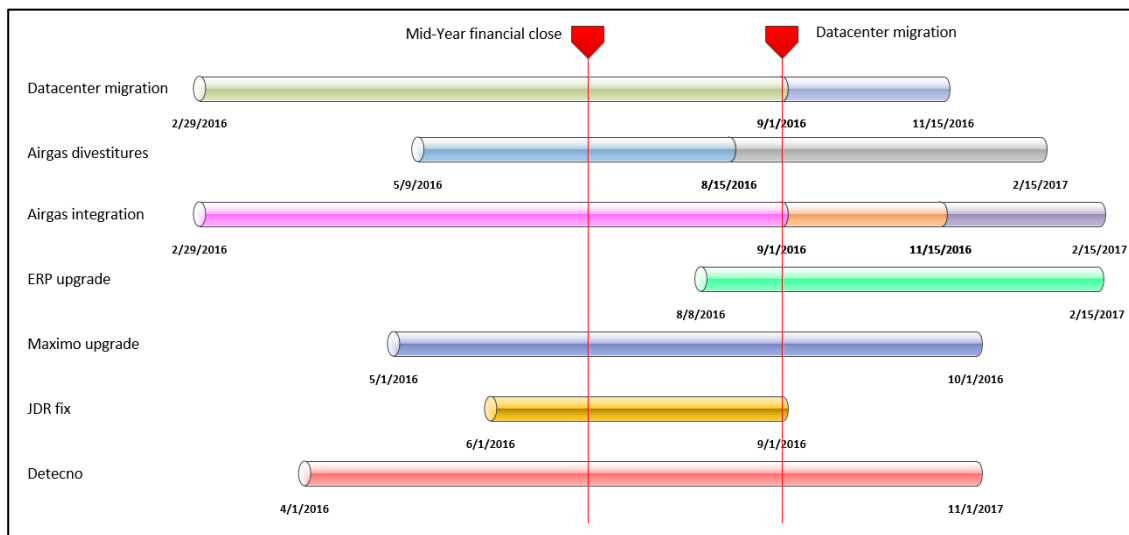 Mid-Year financial close
Datacenter migration
Datacenter migration
2/29/2016 9/1/2016 11/15/2016
Airgas divestitures
5/9/2016 8/15/2016 2/15/2017
Airgas integration
2/29/2016 9/1/2016 11/15/2016 2/15/2017
ERP upgrade
8/8/2016 2/15/2017
Maximo upgrade
5/1/2016 10/1/2016
JDR fix
6/1/2016 9/1/2016
Detecno
4/1/2016 11/1/2017